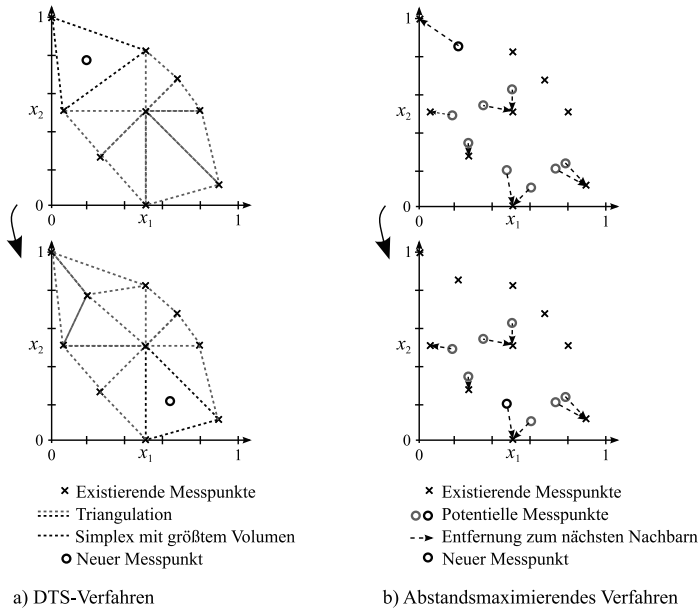 1
x2
0
0
x1
1
1
x2
0
0
x1
1
Existierende Messpunkte
Triangulation
Simplex mit größtem Volumen
Neuer Messpunkt
a) DTS-Verfahren
1
x2
0
0
x1
1
1
x2
0
0
x1
1
Existierende Messpunkte
Potentielle Messpunkte
Entfernung zum nächsten Nachbarn
Neuer Messpunkt
b) Abstandsmaximierendes Verfahren